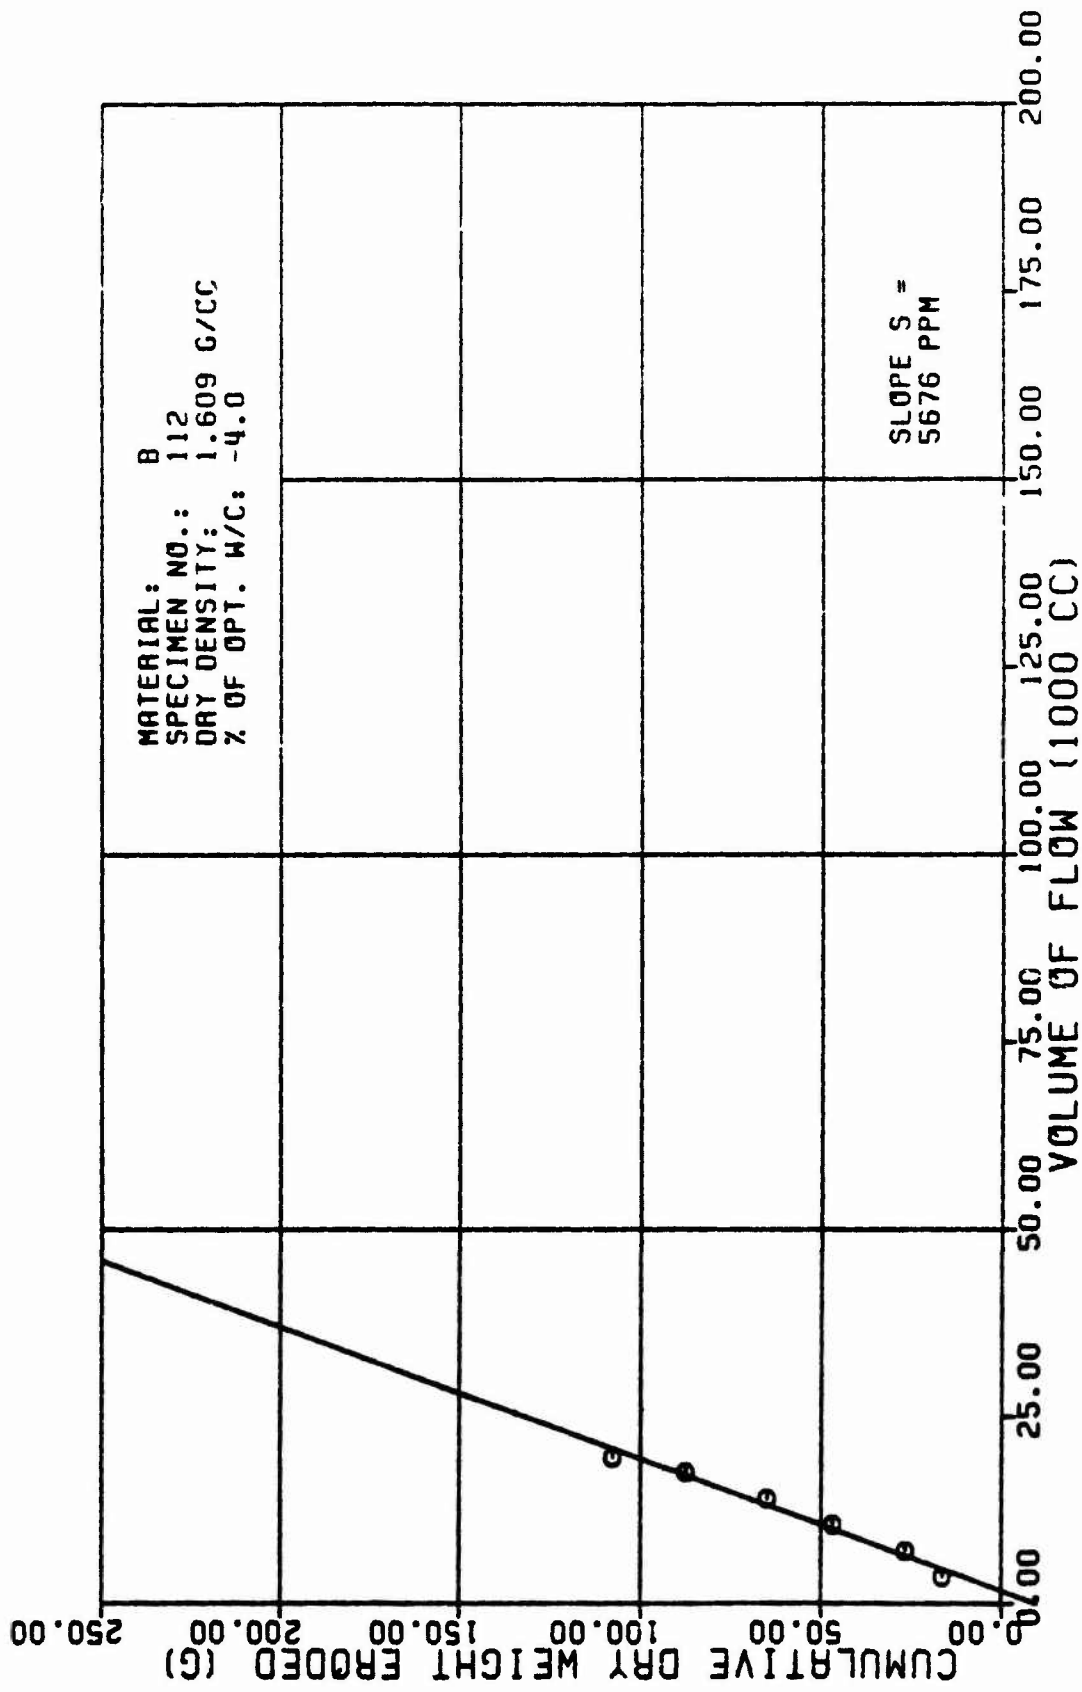 MATERIAL: B
SPECIMEN NO.: 112
DRY DENSITY: 1.609 G/CC
% OF OPT. W/C: -4.0
SLOPE S =
5676 PPM
CUMULATIVE DRY WEIGHT ERODED (G)
250.00
200.00
150.00
100.00
50.00
0.00
25.00 50.00 75.00 100.00 125.00 150.00 175.00 200.00
VOLUME OF FLOW (1000 CC)